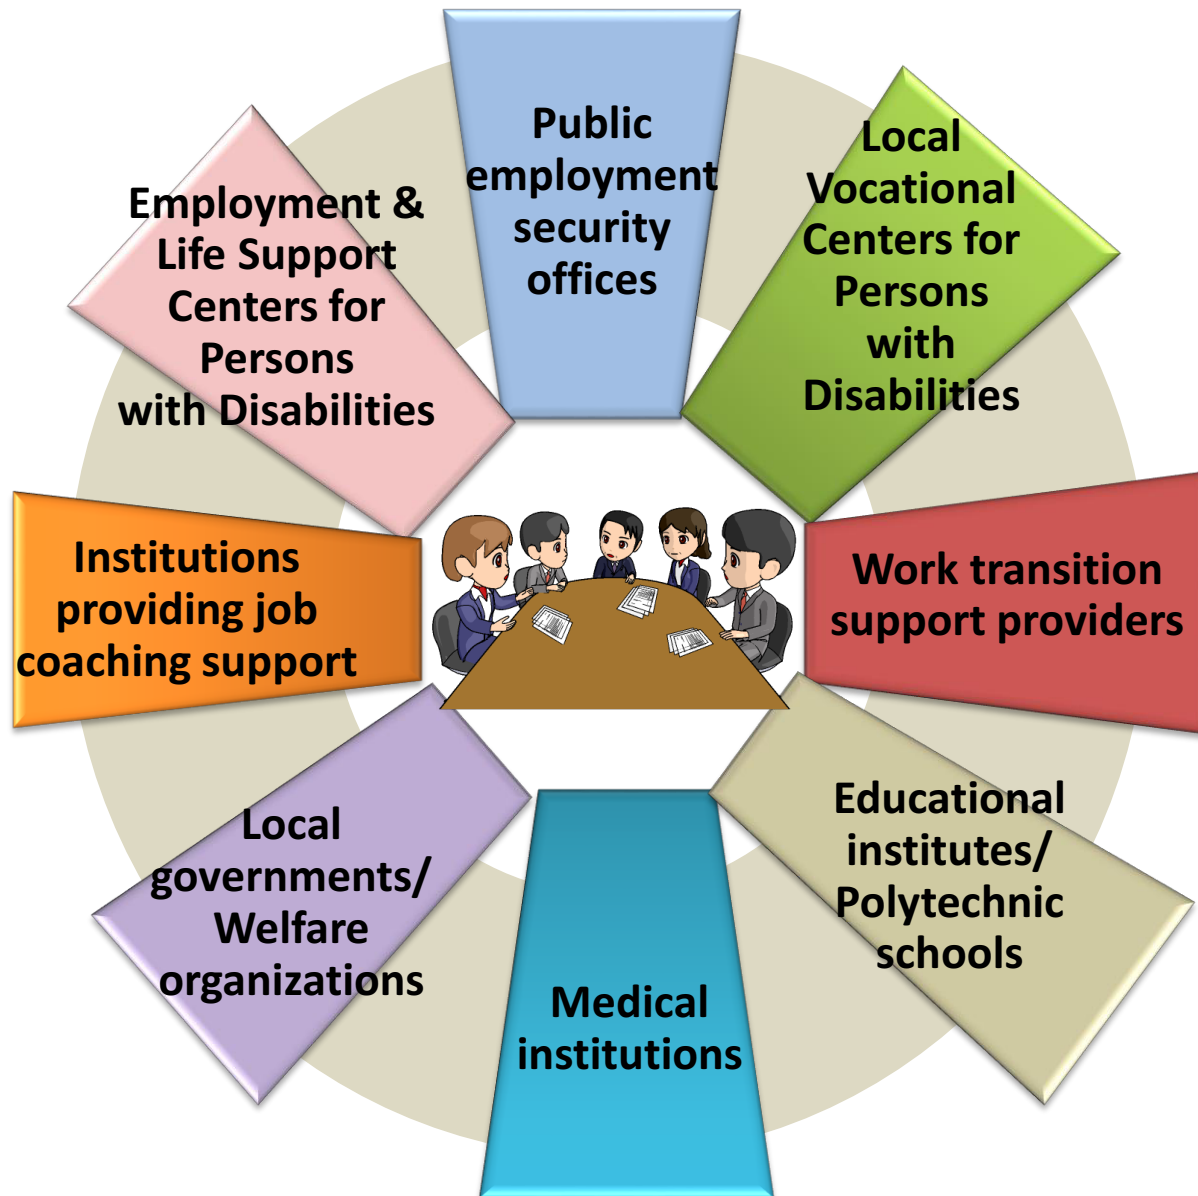 Public
employment
security
offices
Local
Vocational
Centers for
Persons
with
Disabilities
Work transition
support providers
Educational
institutes/
Polytechnic
schools
Medical
institutions
Local
governments/
Welfare
organizations
Institutions
providing job
coaching support
Employment &
Life Support
Centers for
Persons
with Disabilities